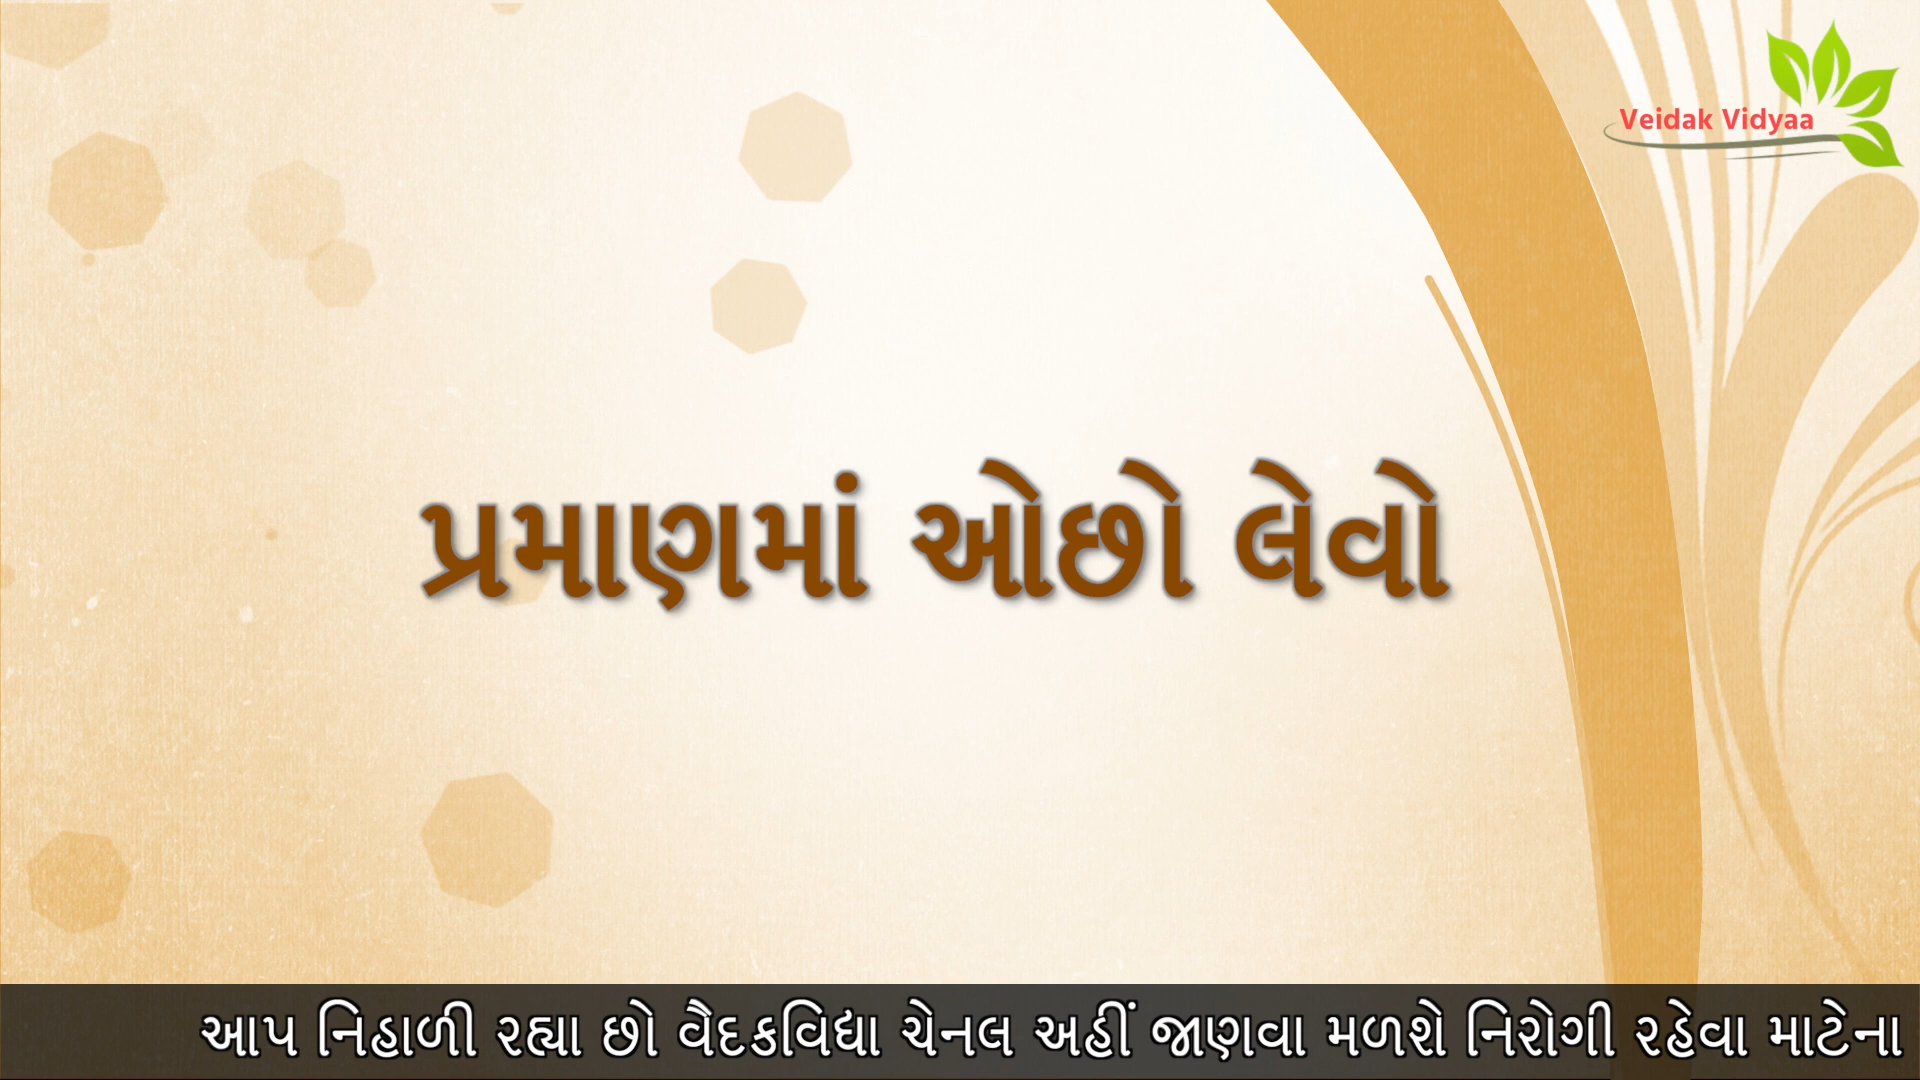 Veidak Vidyaa
પ્રમાણમાં ઓછો લેવો
આપ નિહાળી રહ્યા છો વૈદકવિદ્યા ચેનલ અહીં જાણવા મળશે નિરોગી રહેવા માટેના